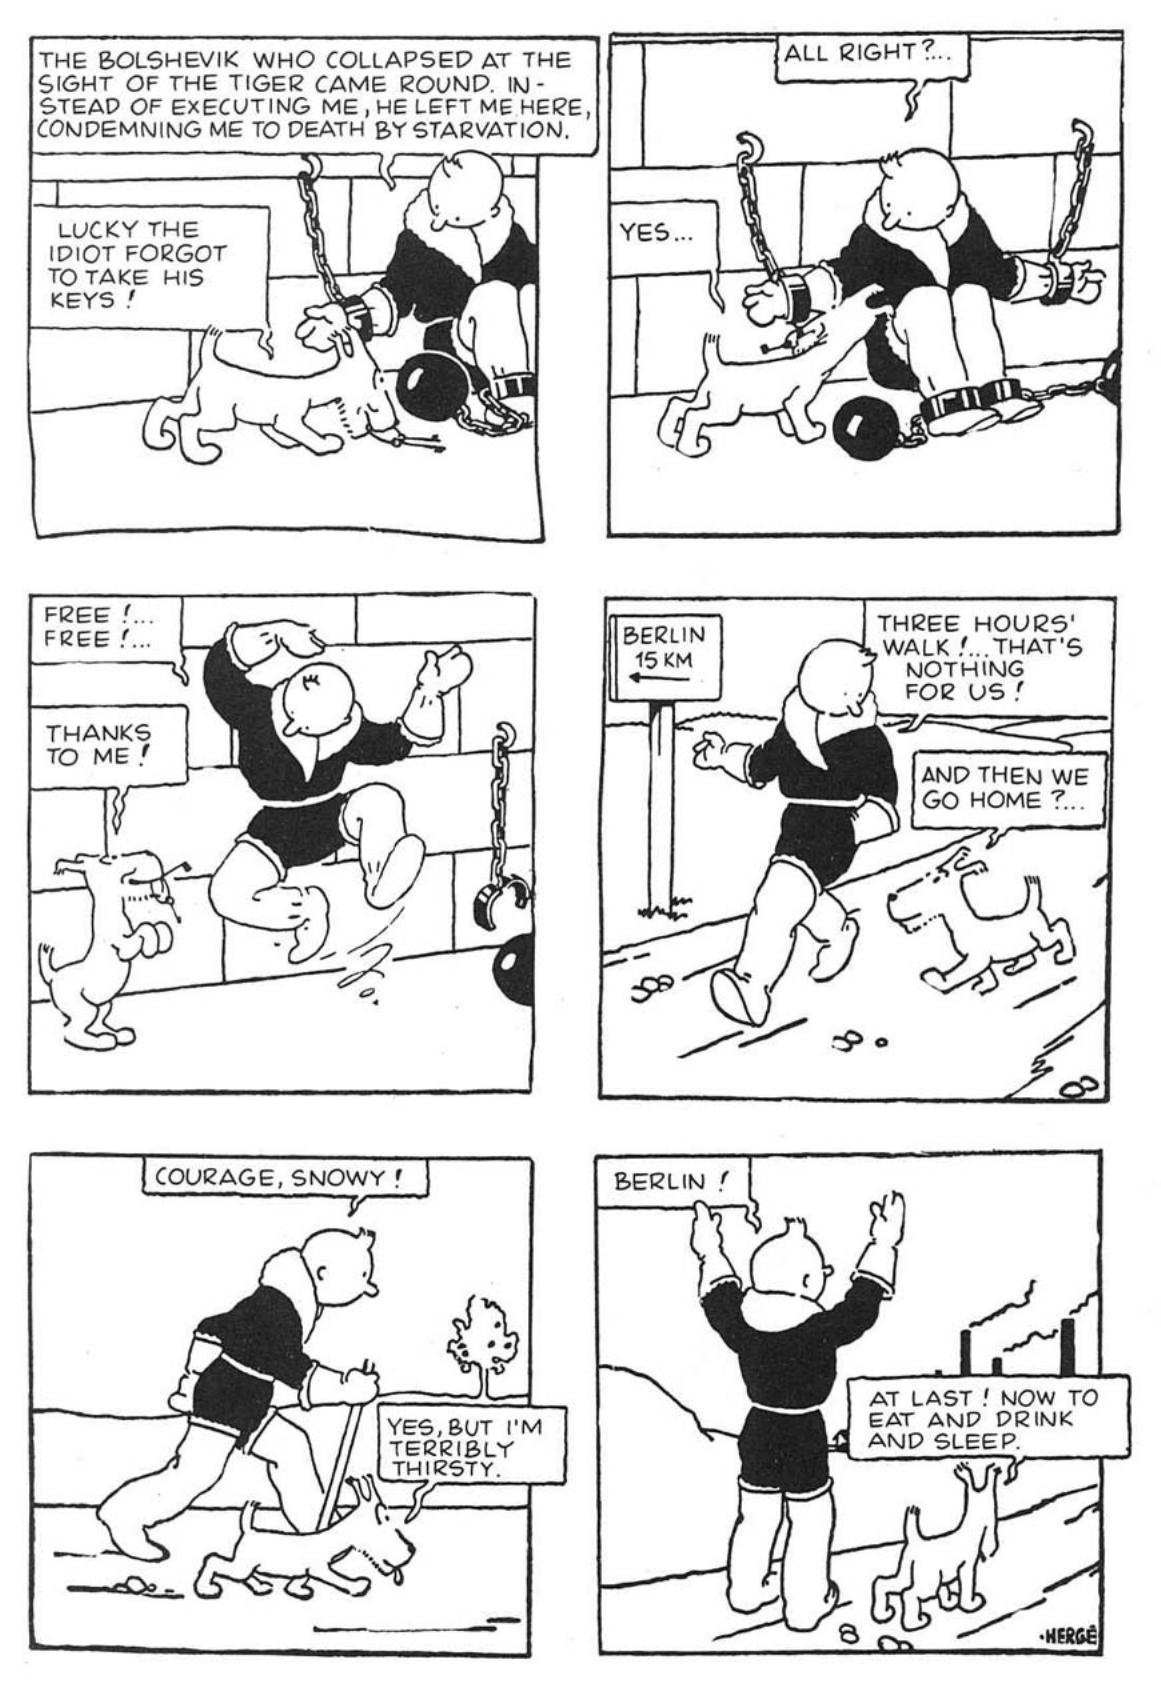 THE BOLSHEVIK WHO COLLAPSED AT THE
SIGHT OF THE TIGER CAME ROUND. IN-
STEAD OF EXECUTING ME, HE LEFT ME HERE,
CONDEMNING ME TO DEATH BY STARVATION.
LUCKY THE
IDIOT FORGOT
TO TAKE HIS
KEYS!
ALL RIGHT?...
YES...
FREE!...
FREE!...
THANKS
TO ME!
BERLIN
15 KM
THREE HOURS'
WALK!... THAT'S
NOTHING
FOR US!
AND THEN WE
GO HOME?...
COURAGE, SNOWY!
YES, BUT I'M
TERRIBLY
THIRSTY.
BERLIN!
AT LAST! NOW TO
EAT AND DRINK
AND SLEEP.
·HERGÉ